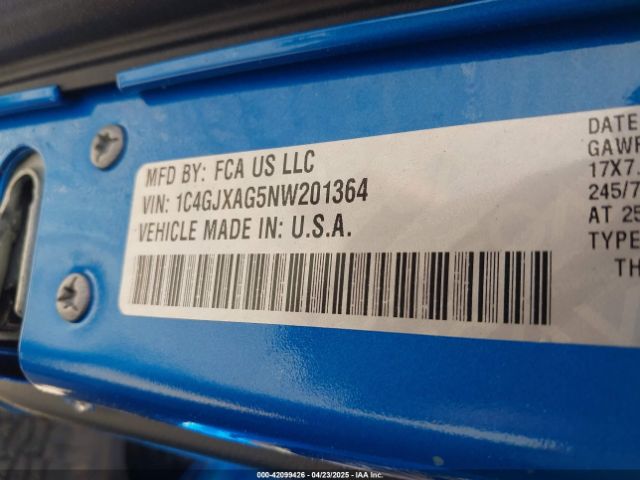 MFD BY: FCA US LLC
VIN: 1C4GJXAG5NW201364
VEHICLE MADE IN: U.S.A.
DATE
GAWR
17X7.
245/7
AT 25
TYPE
TH
00-42099426 - 04/23/2025 - IAA Inc.